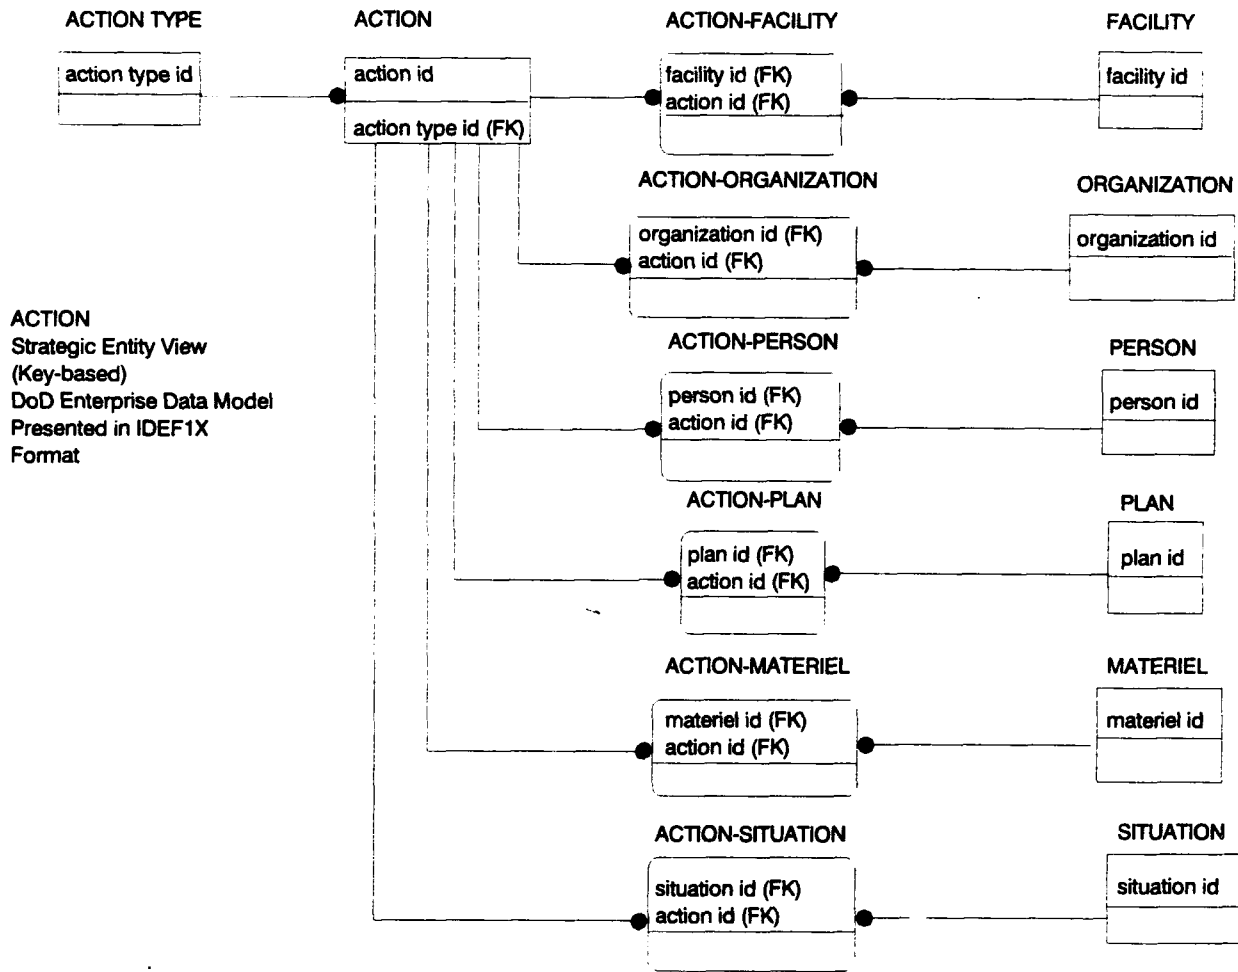 ACTION TYPE
action type id
ACTION
action id
action type id (FK)
ACTION-FACILITY
facility id (FK)
action id (FK)
FACILITY
facility id
ACTION-ORGANIZATION
organization id (FK)
action id (FK)
ORGANIZATION
organization id
ACTION
Strategic Entity View
(Key-based)
DoD Enterprise Data Model
Presented in IDEF1X
Format
ACTION-PERSON
person id (FK)
action id (FK)
PERSON
person id
ACTION-PLAN
plan id (FK)
action id (FK)
PLAN
plan id
ACTION-MATERIEL
materiel id (FK)
action id (FK)
MATERIEL
materiel id
ACTION-SITUATION
situation id (FK)
action id (FK)
SITUATION
situation id